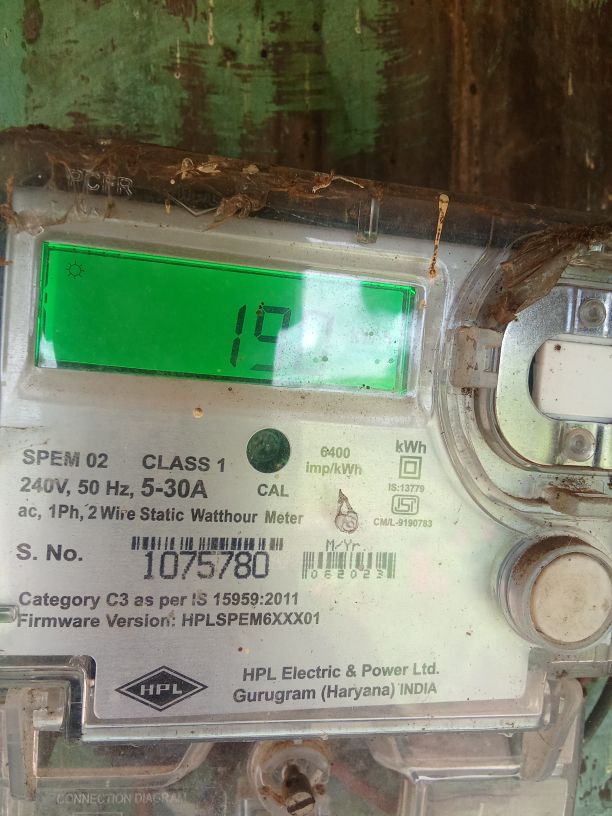 SPEM 02 CLASS 1
240V, 50 Hz, 5-30A
ac, 1Ph, 2 Wire Static Watthour Meter
CAL
6400
imp/kWh
kWh
IS:13779
ISI
CM/L-9190783
S. No.
1075780
M/Yr.
062023
Category C3 as per IS 15959:2011
Firmware Version: HPLSPEM6XXX01
HPL
HPL Electric & Power Ltd.
Gurugram (Haryana) INDIA
CONNECTION DIAGRAM